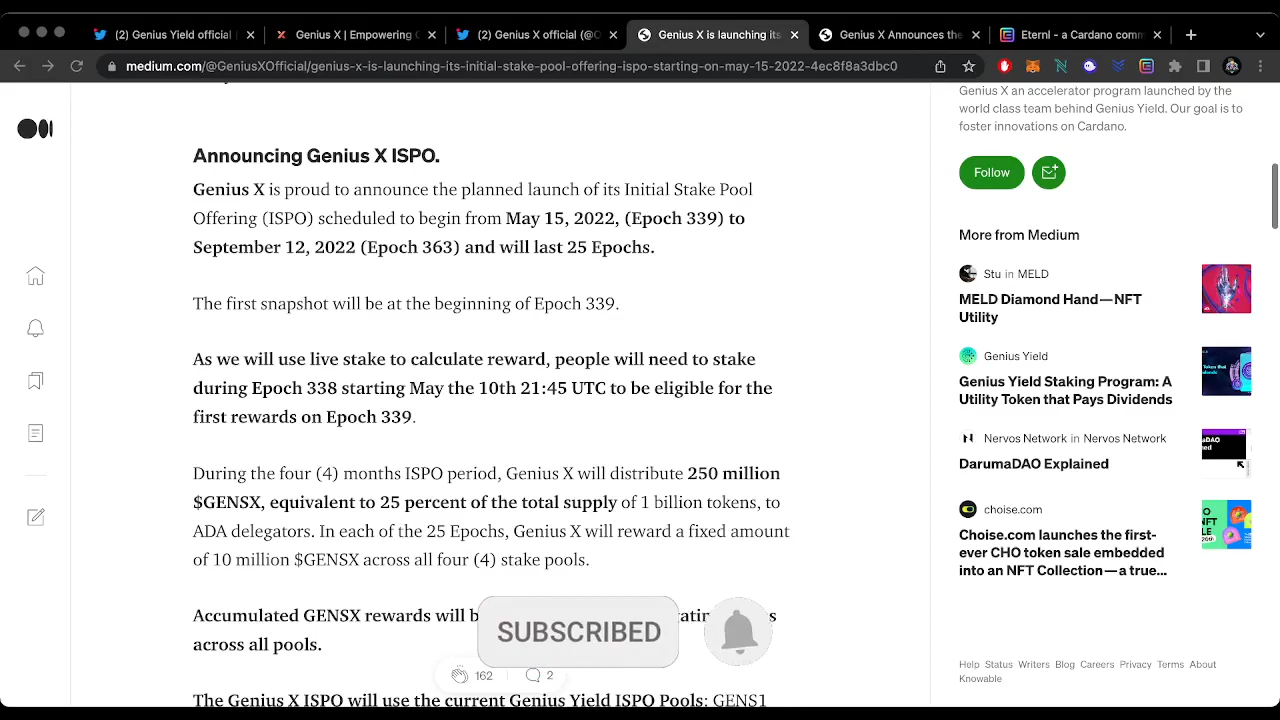 (2) Genius Yield official
Genius X | Empowering
(2) Genius X official (@
Genius X is launching its
Genius X Announces the
Eternl - a Cardano comm
medium.com/@GeniusXOfficial/genius-x-is-launching-its-initial-stake-pool-offering-ispo-starting-on-may-15-2022-4ec8f8a3dbc0
Announcing Genius X ISPO.
Genius X is proud to announce the planned launch of its Initial Stake Pool
Offering (ISPO) scheduled to begin from May 15, 2022, (Epoch 339) to
September 12, 2022 (Epoch 363) and will last 25 Epochs.
The first snapshot will be at the beginning of Epoch 339.
As we will use live stake to calculate reward, people will need to stake
during Epoch 338 starting May the 10th 21:45 UTC to be eligible for the
first rewards on Epoch 339.
During the four (4) months ISPO period, Genius X will distribute 250 million
$GENSX, equivalent to 25 percent of the total supply of 1 billion tokens, to
ADA delegators. In each of the 25 Epochs, Genius X will reward a fixed amount
of 10 million $GENSX across all four (4) stake pools.
Accumulated GENSX rewards will
across all pools.
SUBSCRIBED
162
2
The Genius X ISPO will use the current Genius Yield ISPO Pools: GENS1
Genius X an accelerator program launched by the
world class team behind Genius Yield. Our goal is to
foster innovations on Cardano.
Follow
More from Medium
Stu in MELD
MELD Diamond Hand — NFT
Utility
Genius Yield
Genius Yield Staking Program: A
Utility Token that Pays Dividends
Nervos Network in Nervos Network
DarumaDAO Explained
choise.com
Choise.com launches the first-
ever CHO token sale embedded
into an NFT Collection — a true...
Help Status Writers Blog Careers Privacy Terms About
Knowable